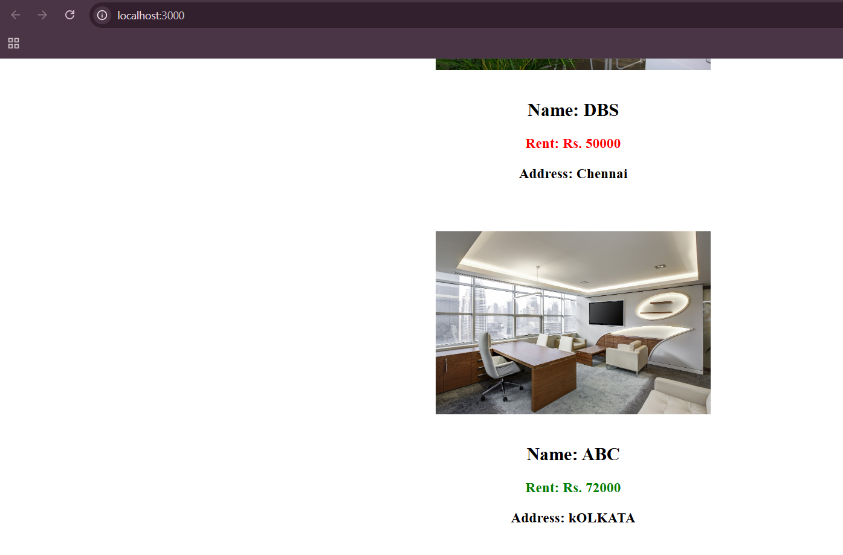 localhost:3000
Name: DBS
Rent: Rs. 50000
Address: Chennai
Name: ABC
Rent: Rs. 72000
Address: kOLKATA